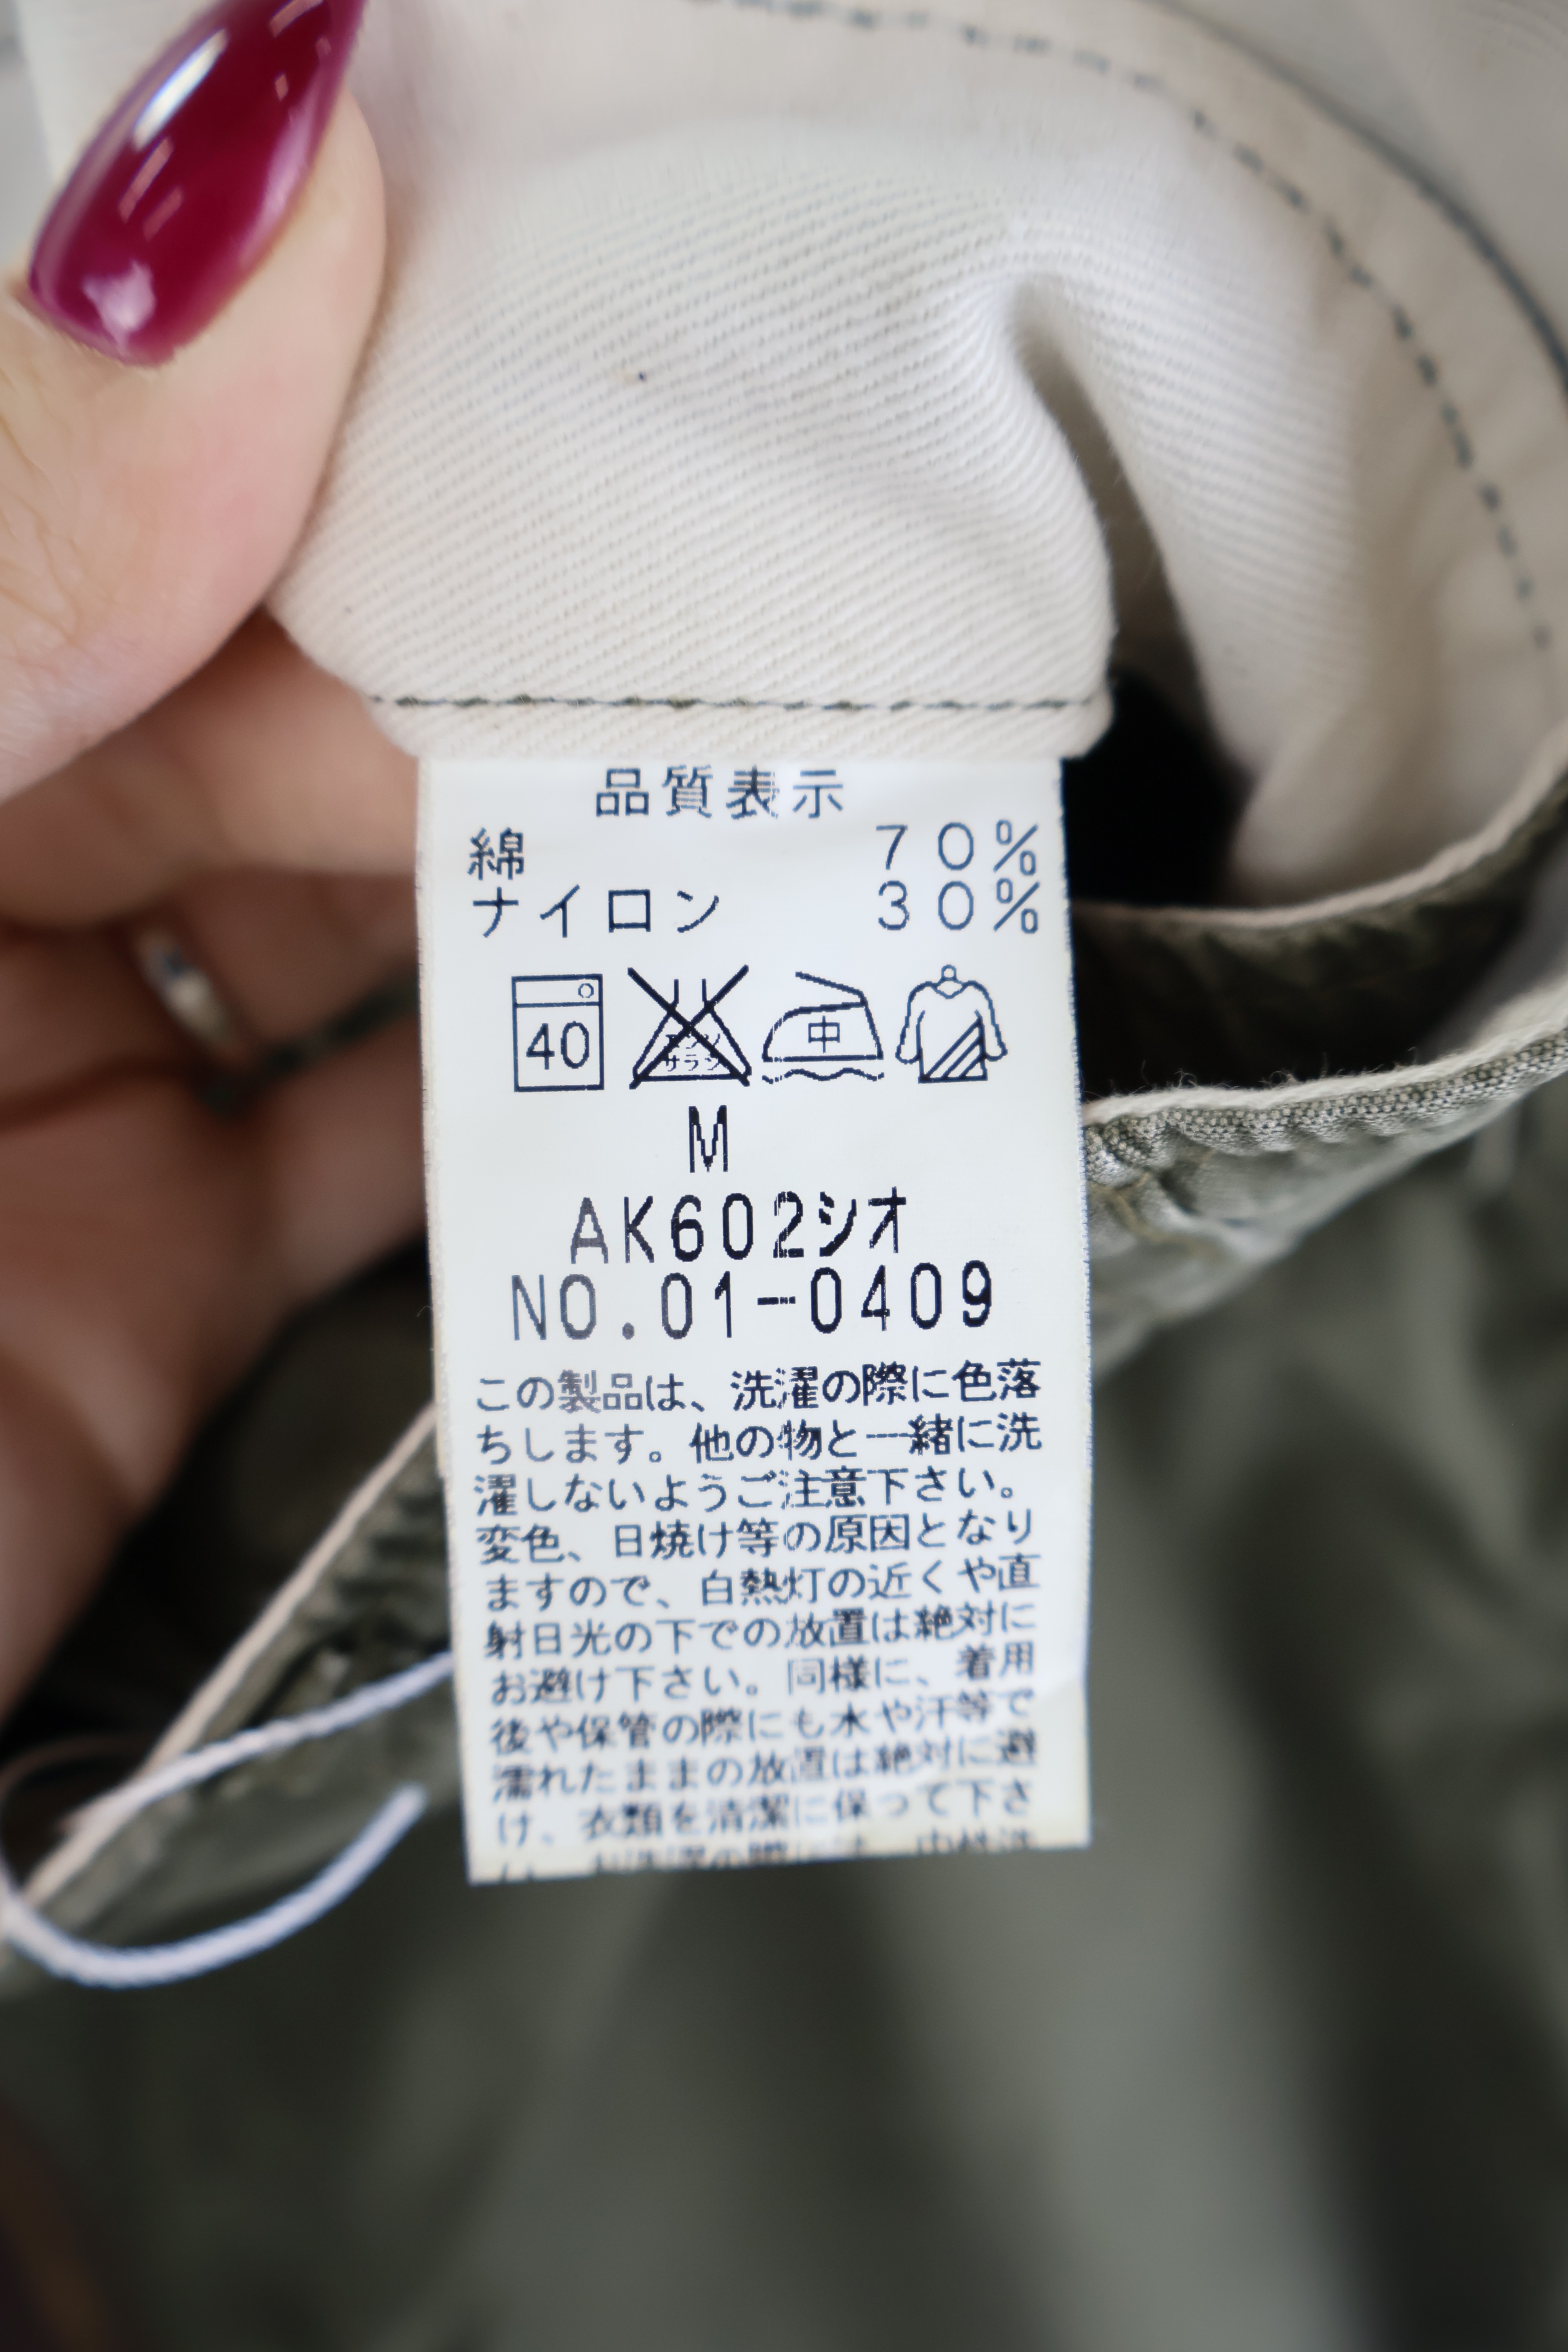 品質表示
綿 70%
ナイロン 30%
40 エンソサラシ 中
M
AK602シオ
NO.01-0409
この製品は、洗濯の際に色落
ちします。他の物と一緒に洗
濯しないようご注意下さい。
変色、日焼け等の原因となり
ますので、白熱灯の近くや直
射日光の下での放置は絶対に
お避け下さい。同様に、着用
後や保管の際にも水や汗等で
濡れたままの放置は絶対に避
け、衣類を清潔に保って下さ